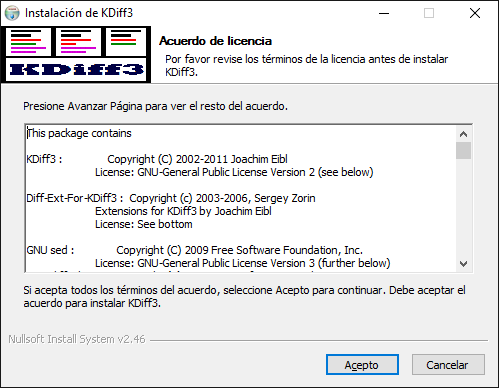 Instalación de KDiff3
KDiff3
Acuerdo de licencia
Por favor revise los términos de la licencia antes de instalar
KDiff3.
Presione Avanzar Página para ver el resto del acuerdo.
This package contains
KDiff3 : Copyright (C) 2002-2011 Joachim Eibl
License: GNU-General Public License Version 2 (see below)
Diff-Ext-For-KDiff3 : Copyright (c) 2003-2006, Sergey Zorin
Extensions for KDiff3 by Joachim Eibl
License: See bottom
GNU sed : Copyright (C) 2009 Free Software Foundation, Inc.
License: GNU-General Public License Version 3 (further below)
Si acepta todos los términos del acuerdo, seleccione Acepto para continuar. Debe aceptar el
acuerdo para instalar KDiff3.
Nullsoft Install System v2.46
Acepto
Cancelar